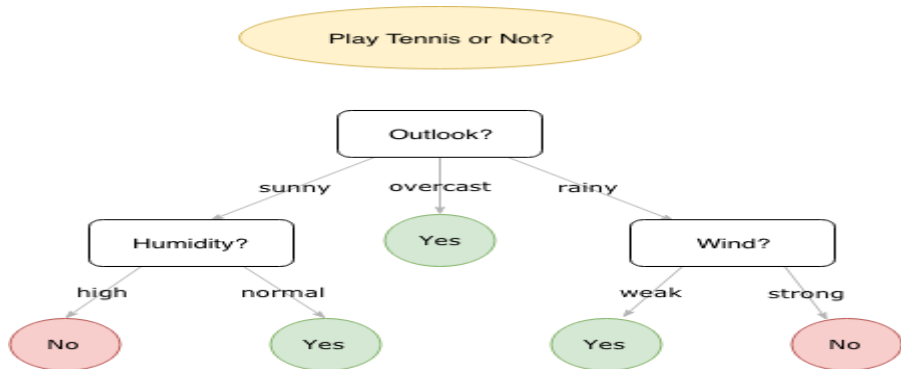 Play Tennis or Not?
Outlook?
sunny overcast rainy
Humidity? Yes Wind?
high normal weak strong
No Yes Yes No